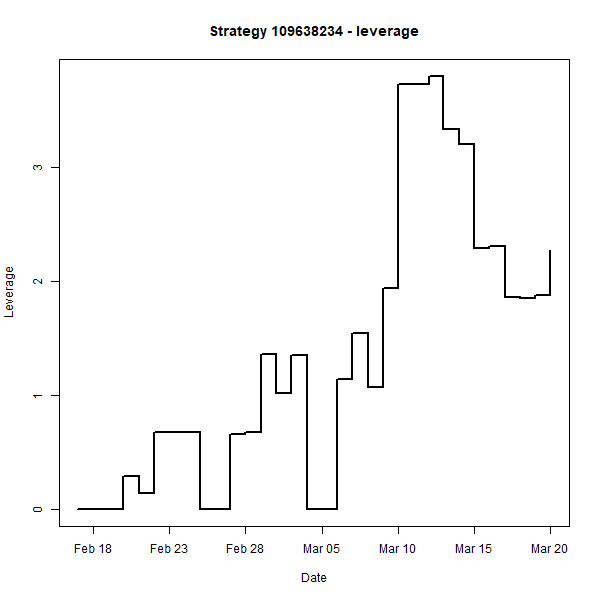 Strategy 109638234 - leverage
Leverage
3
2
1
0
Feb 18 Feb 23 Feb 28 Mar 05 Mar 10 Mar 15 Mar 20
Date